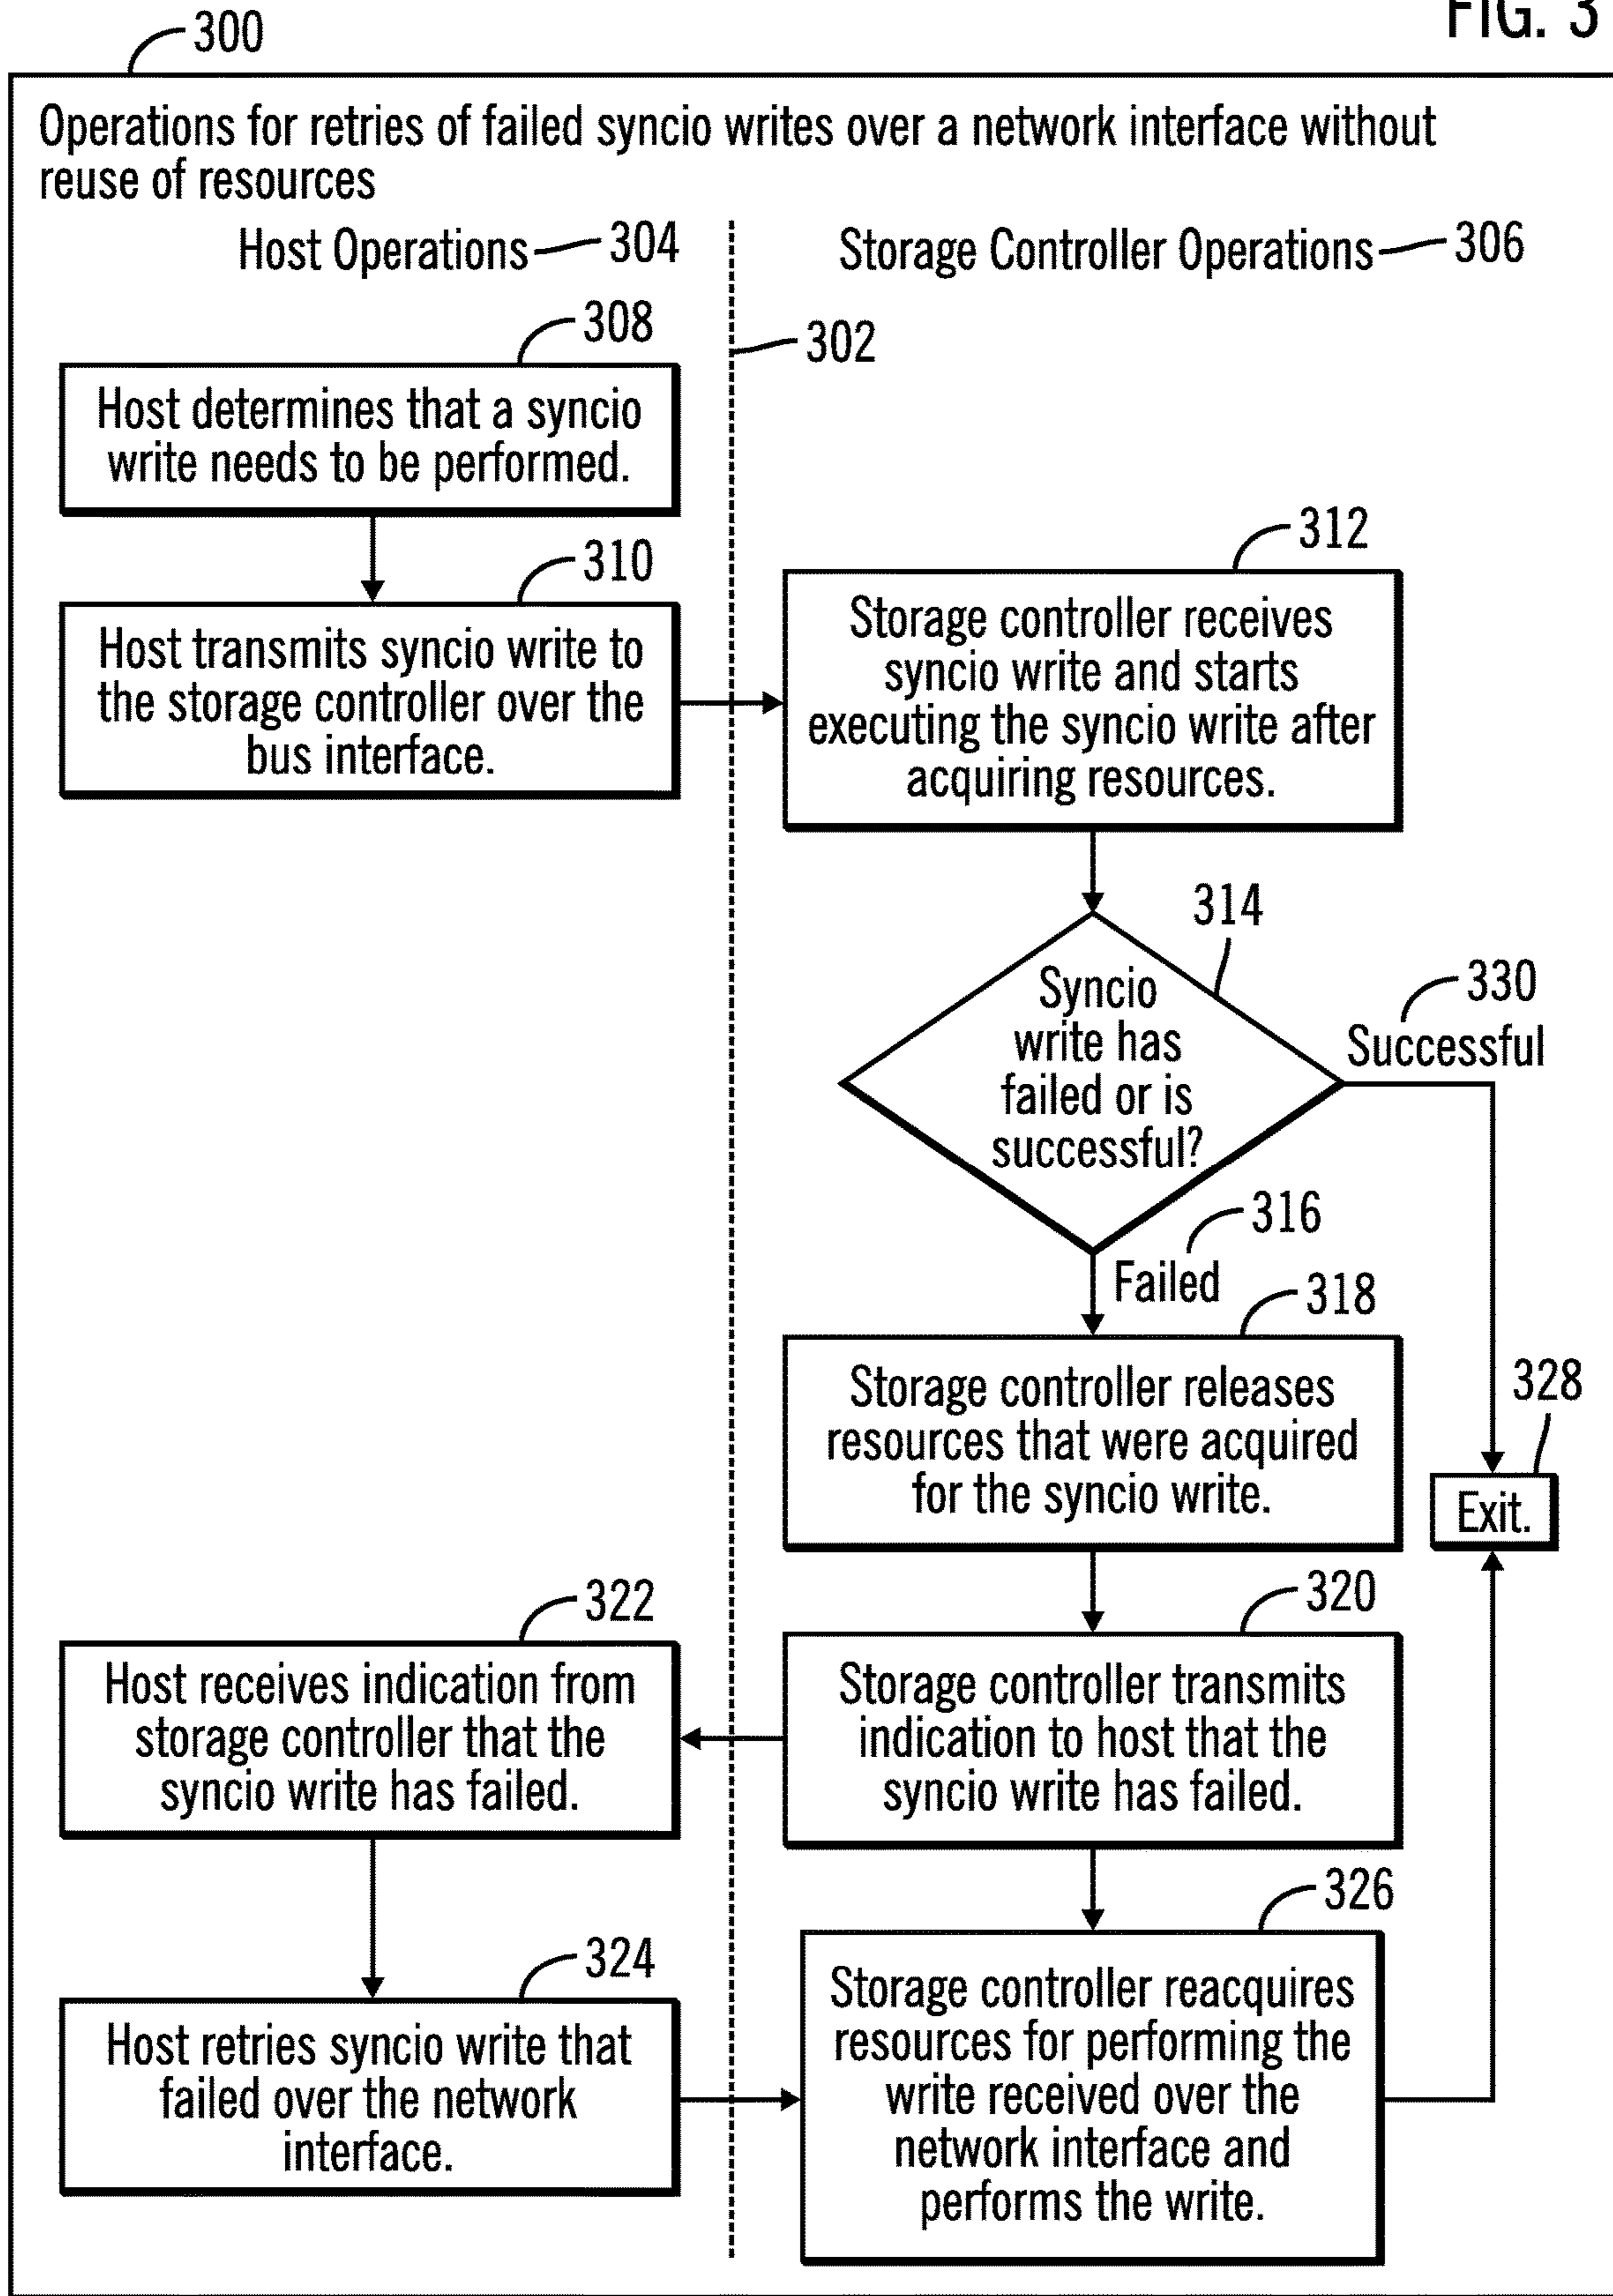 FIG. 3
300
Operations for retries of failed syncio writes over a network interface without
reuse of resources
Host Operations 304
Storage Controller Operations 306
302
308
Host determines that a syncio
write needs to be performed.
310
Host transmits syncio write to
the storage controller over the
bus interface.
312
Storage controller receives
syncio write and starts
executing the syncio write after
acquiring resources.
314
Syncio
write has
failed or is
successful?
330
Successful
316
Failed
318
Storage controller releases
resources that were acquired
for the syncio write.
328
Exit.
320
Storage controller transmits
indication to host that the
syncio write has failed.
322
Host receives indication from
storage controller that the
syncio write has failed.
324
Host retries syncio write that
failed over the network
interface.
326
Storage controller reacquires
resources for performing the
write received over the
network interface and
performs the write.